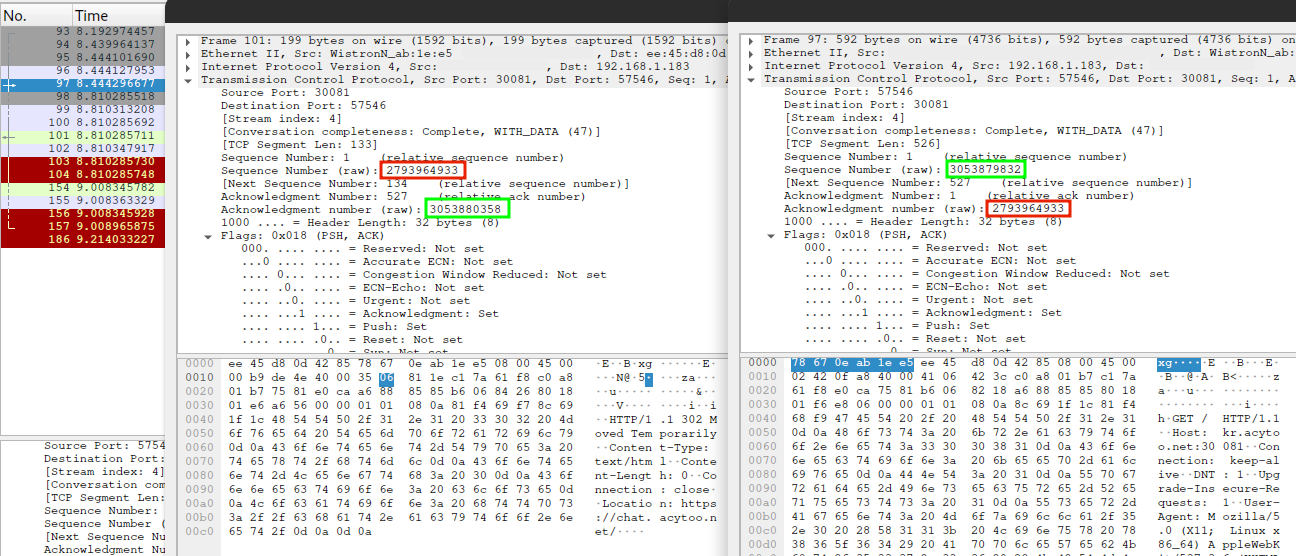 No.
Time
93 8.192974457
94 8.439964137
95 8.444101690
96 8.444127953
97 8.444296677
98 8.810285518
99 8.810313208
100 8.810285692
101 8.810285711
102 8.810347917
103 8.810285730
104 8.810285748
154 9.008345782
155 9.008363329
156 9.008345928
157 9.008965875
186 9.214033227
Source Port: 5754
Destination Port:
[Stream index: 4]
[Conversation com
[TCP Segment Len:
Sequence Number:
Sequence Number (
[Next Sequence Nu
Acknowledgment Nu
Acknowledgment nu
Frame 101: 199 bytes on wire (1592 bits), 199 bytes captured (1592 bits)
Ethernet II, Src: WistronN_ab:1e:e5 , Dst: ee:45:d8:0d
Internet Protocol Version 4, Src: , Dst: 192.168.1.183
Transmission Control Protocol, Src Port: 30081, Dst Port: 57546, Seq: 1, A
Source Port: 30081
Destination Port: 57546
[Stream index: 4]
[Conversation completeness: Complete, WITH_DATA (47)]
[TCP Segment Len: 133]
Sequence Number: 1 (relative sequence number)
Sequence Number (raw): 2793964933
[Next Sequence Number: 134 (relative sequence number)]
Acknowledgment Number: 527 (relative ack number)
Acknowledgment number (raw): 3053880358
1000 .... = Header Length: 32 bytes (8)
Flags: 0x018 (PSH, ACK)
000. .... .... = Reserved: Not set
...0 .... .... = Accurate ECN: Not set
.... 0... .... = Congestion Window Reduced: Not set
.... .0.. .... = ECN-Echo: Not set
.... ..0. .... = Urgent: Not set
.... ...1 .... = Acknowledgment: Set
.... .... 1... = Push: Set
.... .... .0.. = Reset: Not set
.... .... ..0. = Syn: Not set
0000 ee 45 d8 0d 42 85 78 67 0e ab 1e e5 08 00 45 00 ·E··B·xg ······E·
0010 00 b9 de 4e 40 00 35 06 81 1e c1 7a 61 f8 c0 a8 ···N@·5· ···za···
0020 01 b7 75 81 e0 ca a6 88 85 85 b6 06 84 26 80 18 ··u····· ·····&··
0030 01 e6 a6 56 00 00 01 01 08 0a 81 f4 69 f7 8c 69 ···V···· ····i··i
0040 1f 1c 48 54 54 50 2f 31 2e 31 20 33 30 32 20 4d ··HTTP/1 .1 302 M
0050 6f 76 65 64 20 54 65 6d 70 6f 72 61 72 69 6c 79 oved Tem porarily
0060 0d 0a 43 6f 6e 74 65 6e 74 2d 54 79 70 65 3a 20 ··Conten t-Type:
0070 74 65 78 74 2f 68 74 6d 6c 0d 0a 43 6f 6e 74 65 text/htm l··Conte
0080 6e 74 2d 4c 65 6e 67 74 68 3a 20 30 0d 0a 43 6f nt-Lengt h: 0··Co
0090 6e 6e 65 63 74 69 6f 6e 3a 20 63 6c 6f 73 65 0d nnection : close·
00a0 0a 4c 6f 63 61 74 69 6f 6e 3a 20 68 74 74 70 73 ·Locatio n: https
00b0 3a 2f 2f 63 68 61 74 2e 61 63 79 74 6f 6f 2e 6e ://chat. acytoo.n
00c0 65 74 2f 0d 0a 0d 0a et/····
Frame 97: 592 bytes on wire (4736 bits), 592 bytes captured (4736 bits) on
Ethernet II, Src: , Dst: WistronN_ab:
Internet Protocol Version 4, Src: 192.168.1.183, Dst:
Transmission Control Protocol, Src Port: 57546, Dst Port: 30081, Seq: 1, A
Source Port: 57546
Destination Port: 30081
[Stream index: 4]
[Conversation completeness: Complete, WITH_DATA (47)]
[TCP Segment Len: 526]
Sequence Number: 1 (relative sequence number)
Sequence Number (raw): 3053879832
[Next Sequence Number: 527 (relative sequence number)]
Acknowledgment Number: 1 (relative ack number)
Acknowledgment number (raw): 2793964933
1000 .... = Header Length: 32 bytes (8)
Flags: 0x018 (PSH, ACK)
000. .... .... = Reserved: Not set
...0 .... .... = Accurate ECN: Not set
.... 0... .... = Congestion Window Reduced: Not set
.... .0.. .... = ECN-Echo: Not set
.... ..0. .... = Urgent: Not set
.... ...1 .... = Acknowledgment: Set
.... .... 1... = Push: Set
.... .... .0.. = Reset: Not set
0000 78 67 0e ab 1e e5 ee 45 d8 0d 42 85 08 00 45 00 xg·····E ··B···E·
0010 02 42 0f a8 40 00 41 06 42 3c c0 a8 01 b7 c1 7a ·B··@·A· B<·····z
0020 61 f8 e0 ca 75 81 b6 06 82 18 a6 88 85 85 80 18 a···u··· ········
0030 01 f6 e8 06 00 00 01 01 08 0a 8c 69 1f 1c 81 f4 ········ ···i····
0040 68 f9 47 45 54 20 2f 20 48 54 54 50 2f 31 2e 31 h·GET / HTTP/1.1
0050 0d 0a 48 6f 73 74 3a 20 6b 72 2e 61 63 79 74 6f ··Host: kr.acyto
0060 6f 2e 6e 65 74 3a 33 30 30 38 31 0d 0a 43 6f 6e o.net:30 081··Con
0070 6e 65 63 74 69 6f 6e 3a 20 6b 65 65 70 2d 61 6c nection: keep-al
0080 69 76 65 0d 0a 44 4e 54 3a 20 31 0d 0a 55 70 67 ive··DNT : 1··Upg
0090 72 61 64 65 2d 49 6e 73 65 63 75 72 65 2d 52 65 rade-Ins ecure-Re
00a0 71 75 65 73 74 73 3a 20 31 0d 0a 55 73 65 72 2d quests: 1··User-
00b0 41 67 65 6e 74 3a 20 4d 6f 7a 69 6c 6c 61 2f 35 Agent: M ozilla/5
00c0 2e 30 20 28 58 31 31 3b 20 4c 69 6e 75 78 20 78 .0 (X11; Linux x
00d0 38 36 5f 36 34 29 20 41 70 70 6c 65 57 65 62 4b 86_64) A ppleWebK